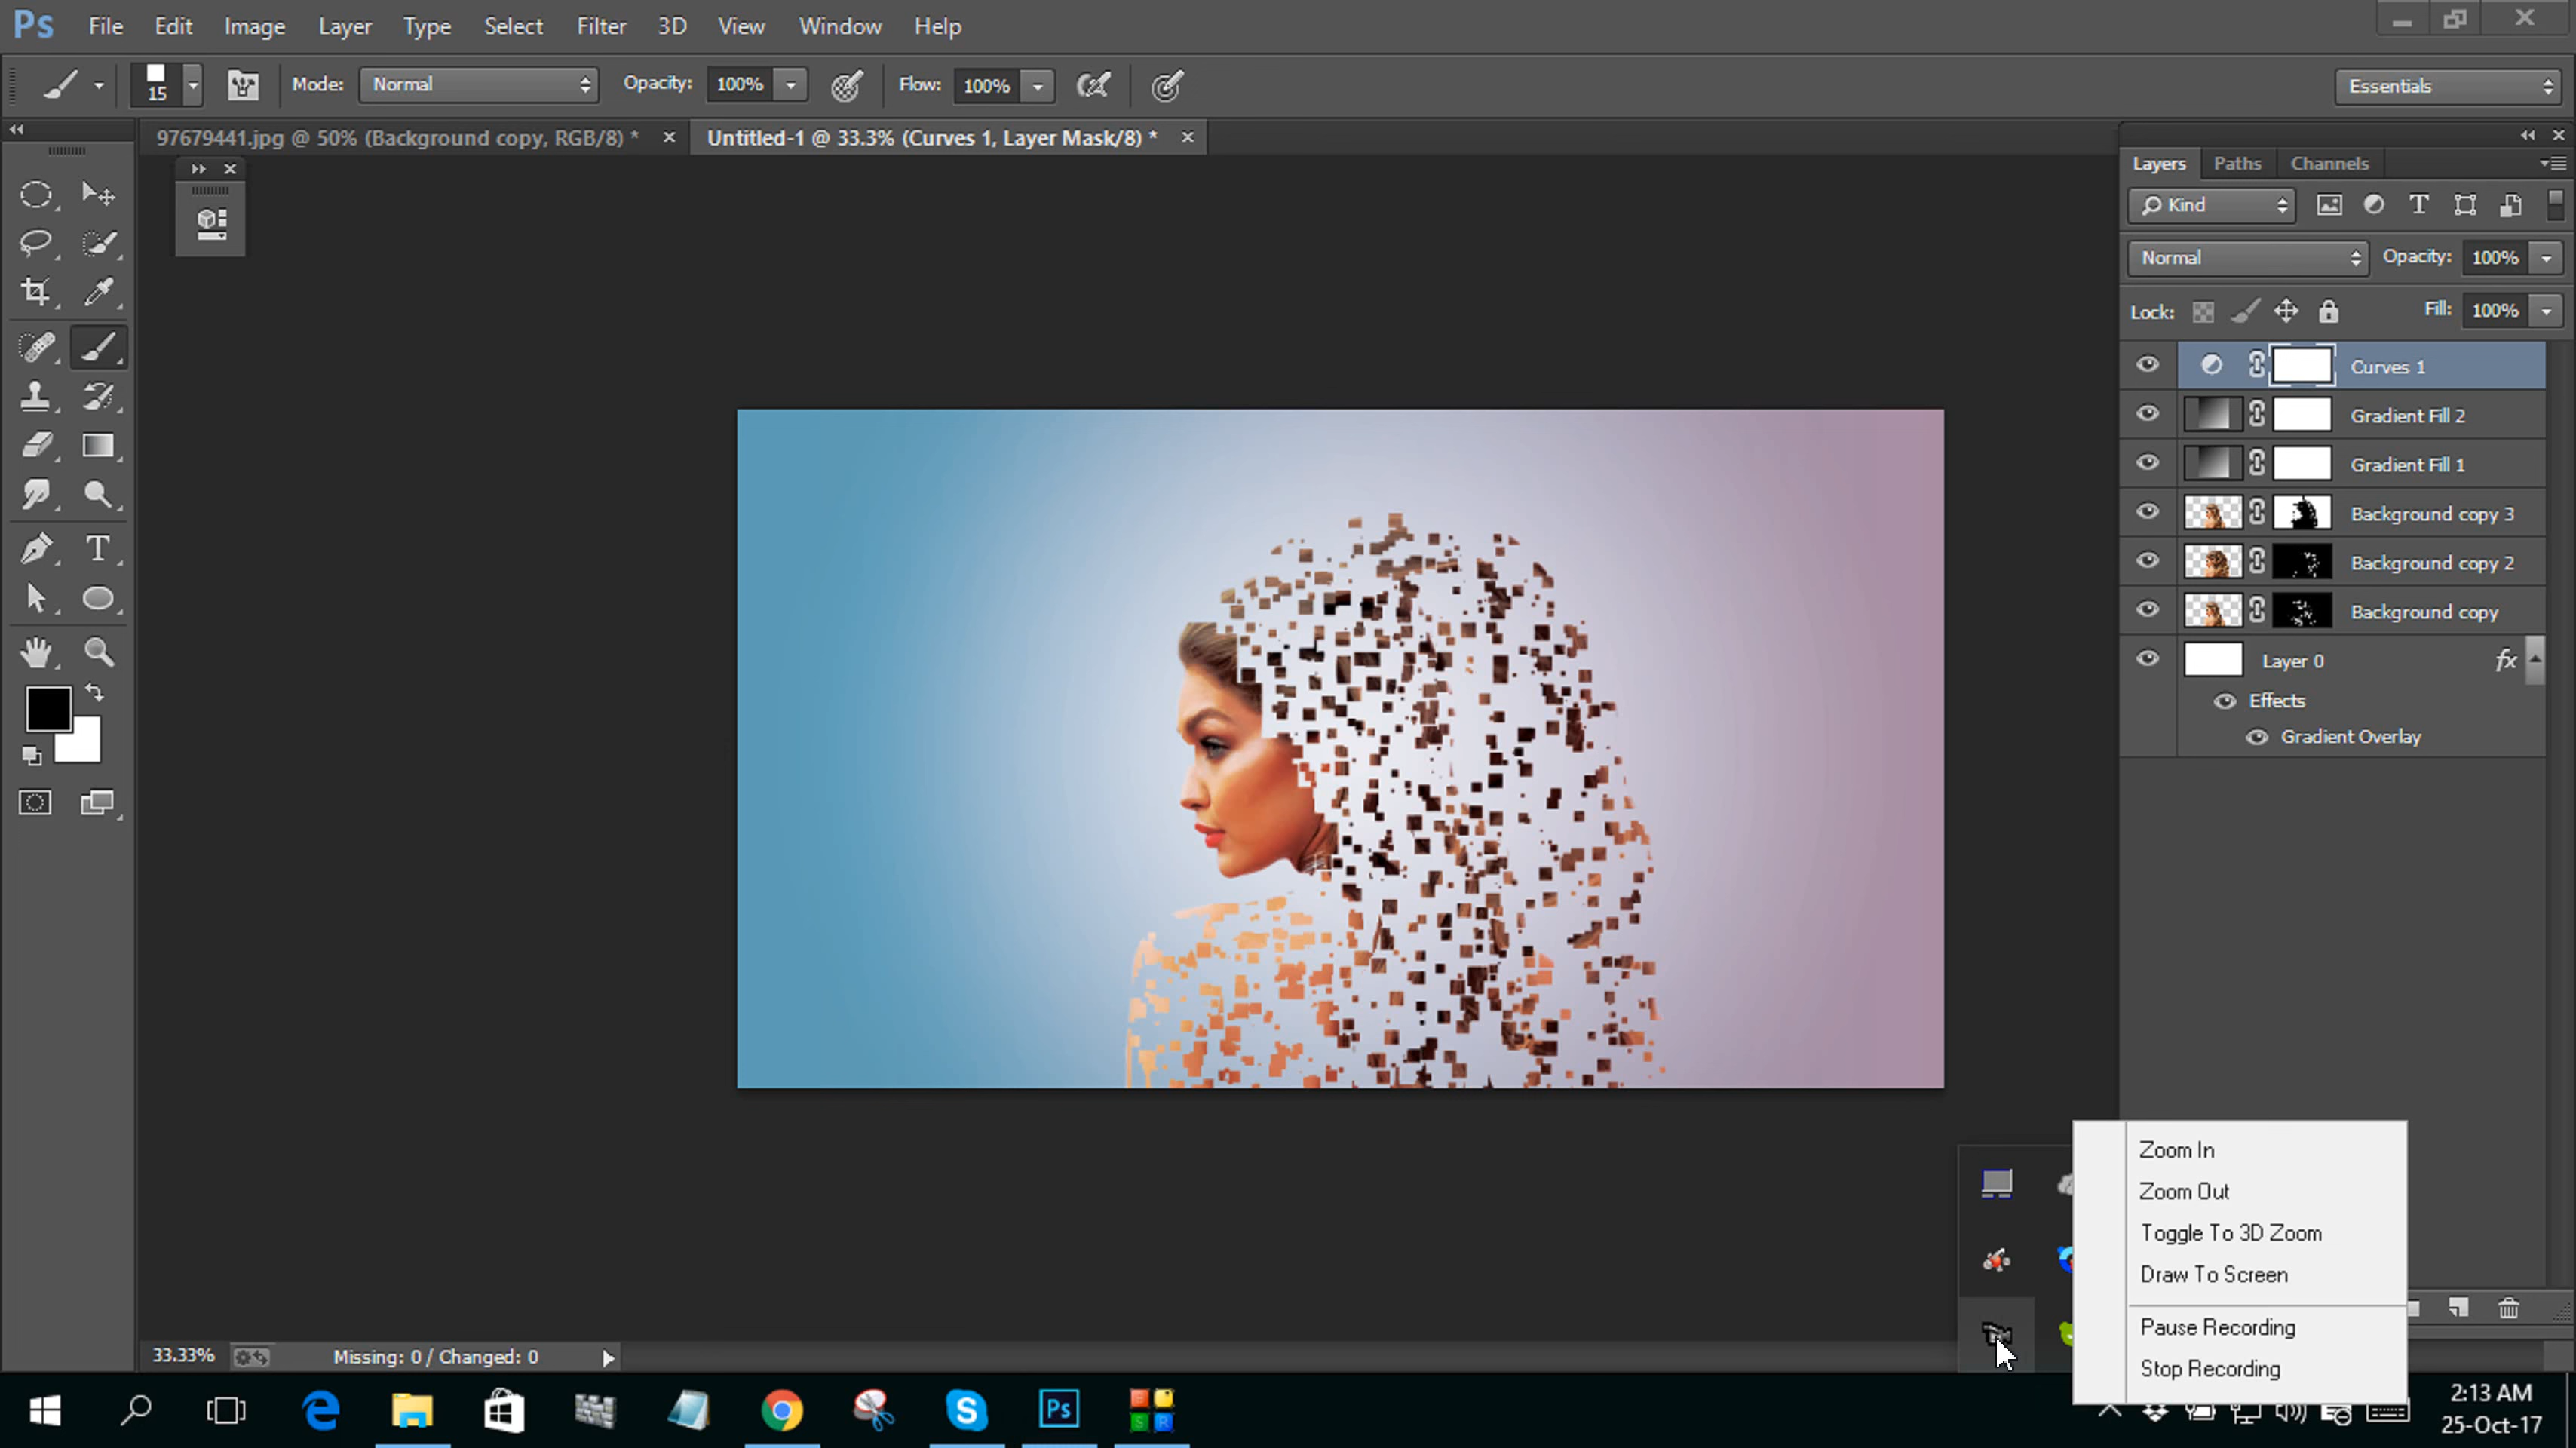 Ps File Edit Image Layer Type Select Filter 3D View Window Help
15 Mode: Normal Opacity: 100% Flow: 100% Essentials
97679441.jpg @ 50% (Background copy, RGB/8) * Untitled-1 @ 33.3% (Curves 1, Layer Mask/8) *
Layers Paths Channels
Kind
Normal Opacity: 100%
Lock: Fill: 100%
Curves 1
Gradient Fill 2
Gradient Fill 1
Background copy 3
Background copy 2
Background copy
Layer 0 fx
Effects
Gradient Overlay
Zoom In
Zoom Out
Toggle To 3D Zoom
Draw To Screen
Pause Recording
Stop Recording
33.33% Missing: 0 / Changed: 0
2:13 AM
25-Oct-17